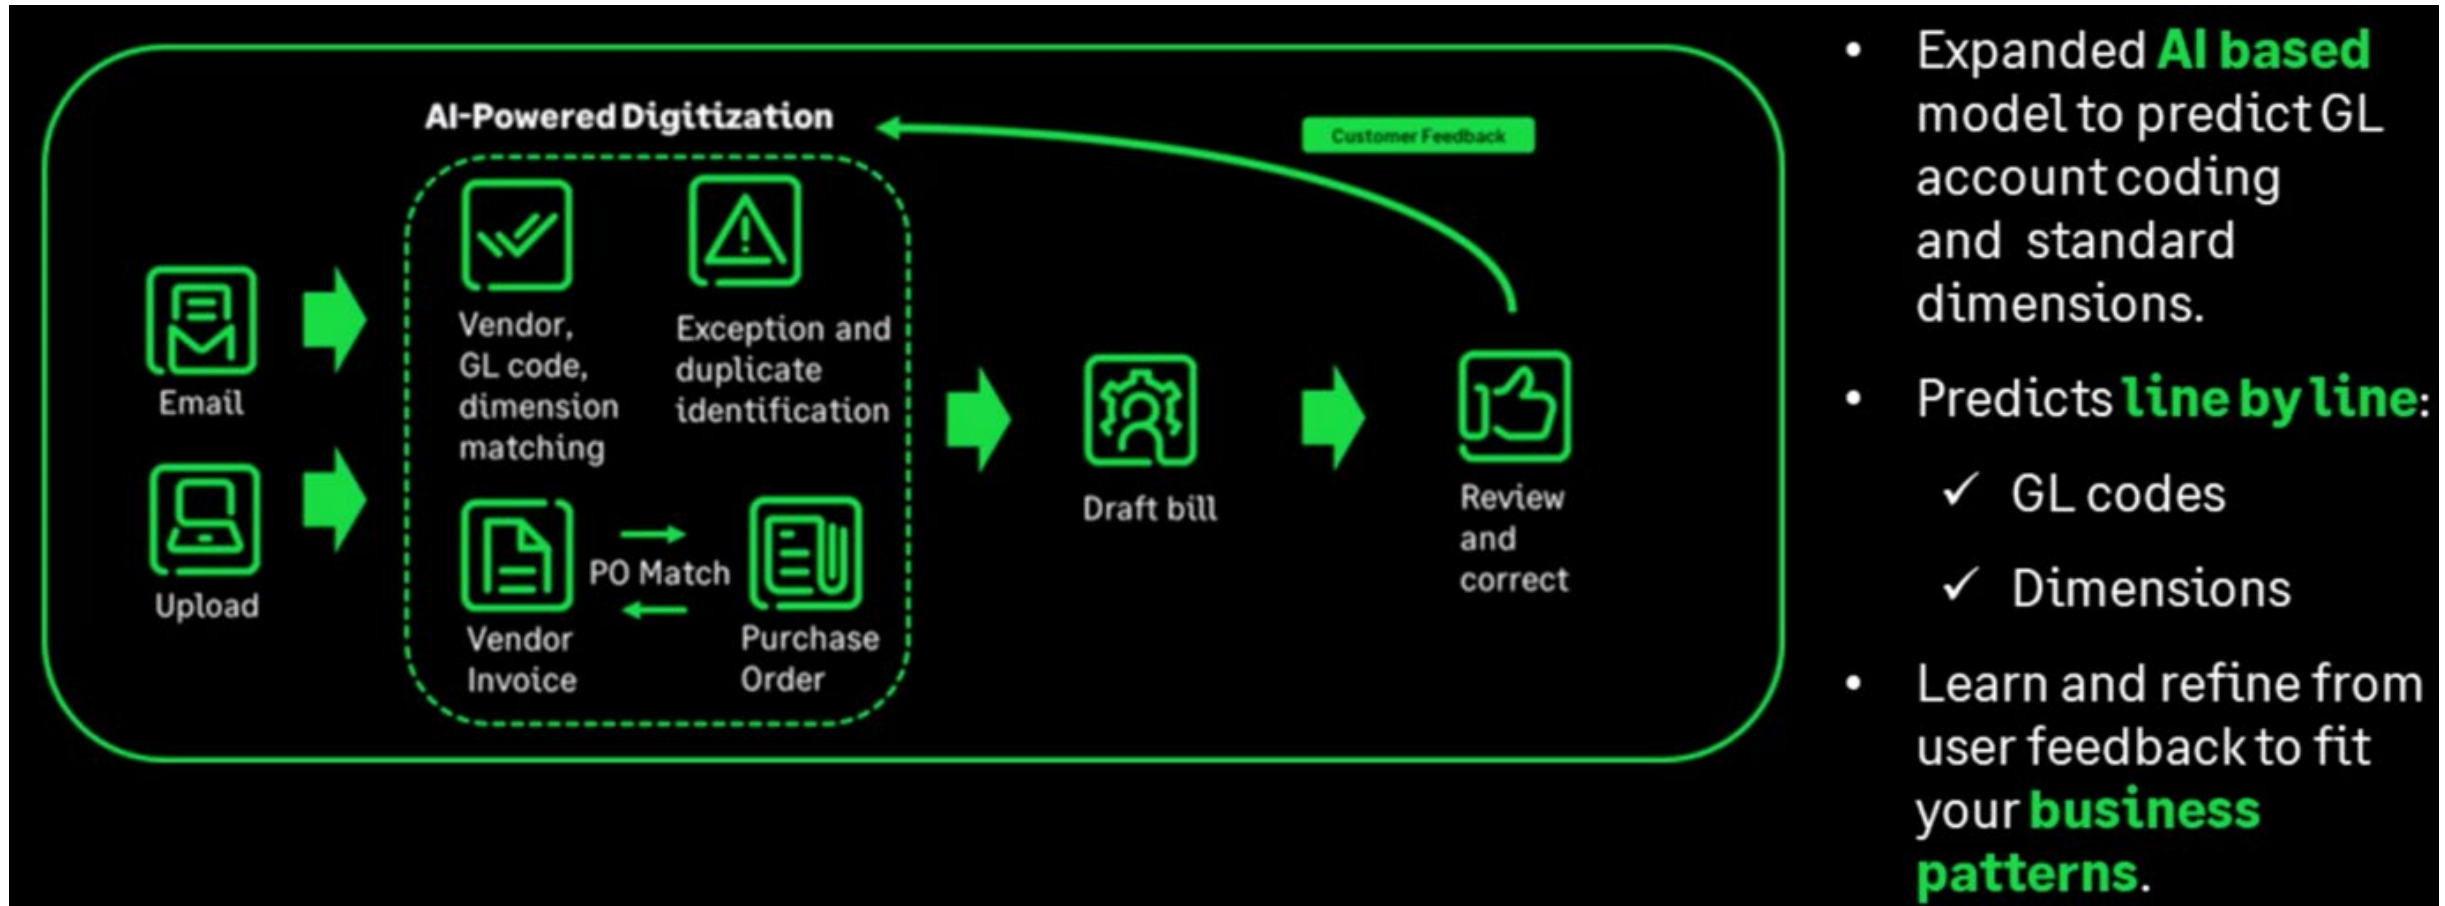 AI-Powered Digitization
Customer Feedback
Email
Upload
Vendor,
GL code,
dimension
matching
Exception and
duplicate
identification
PO Match
Vendor
Invoice
Purchase
Order
Draft bill
Review
and
correct
• Expanded AI based
model to predict GL
account coding
and standard
dimensions.
• Predicts line by line:
✓ GL codes
✓ Dimensions
• Learn and refine from
user feedback to fit
your business
patterns.